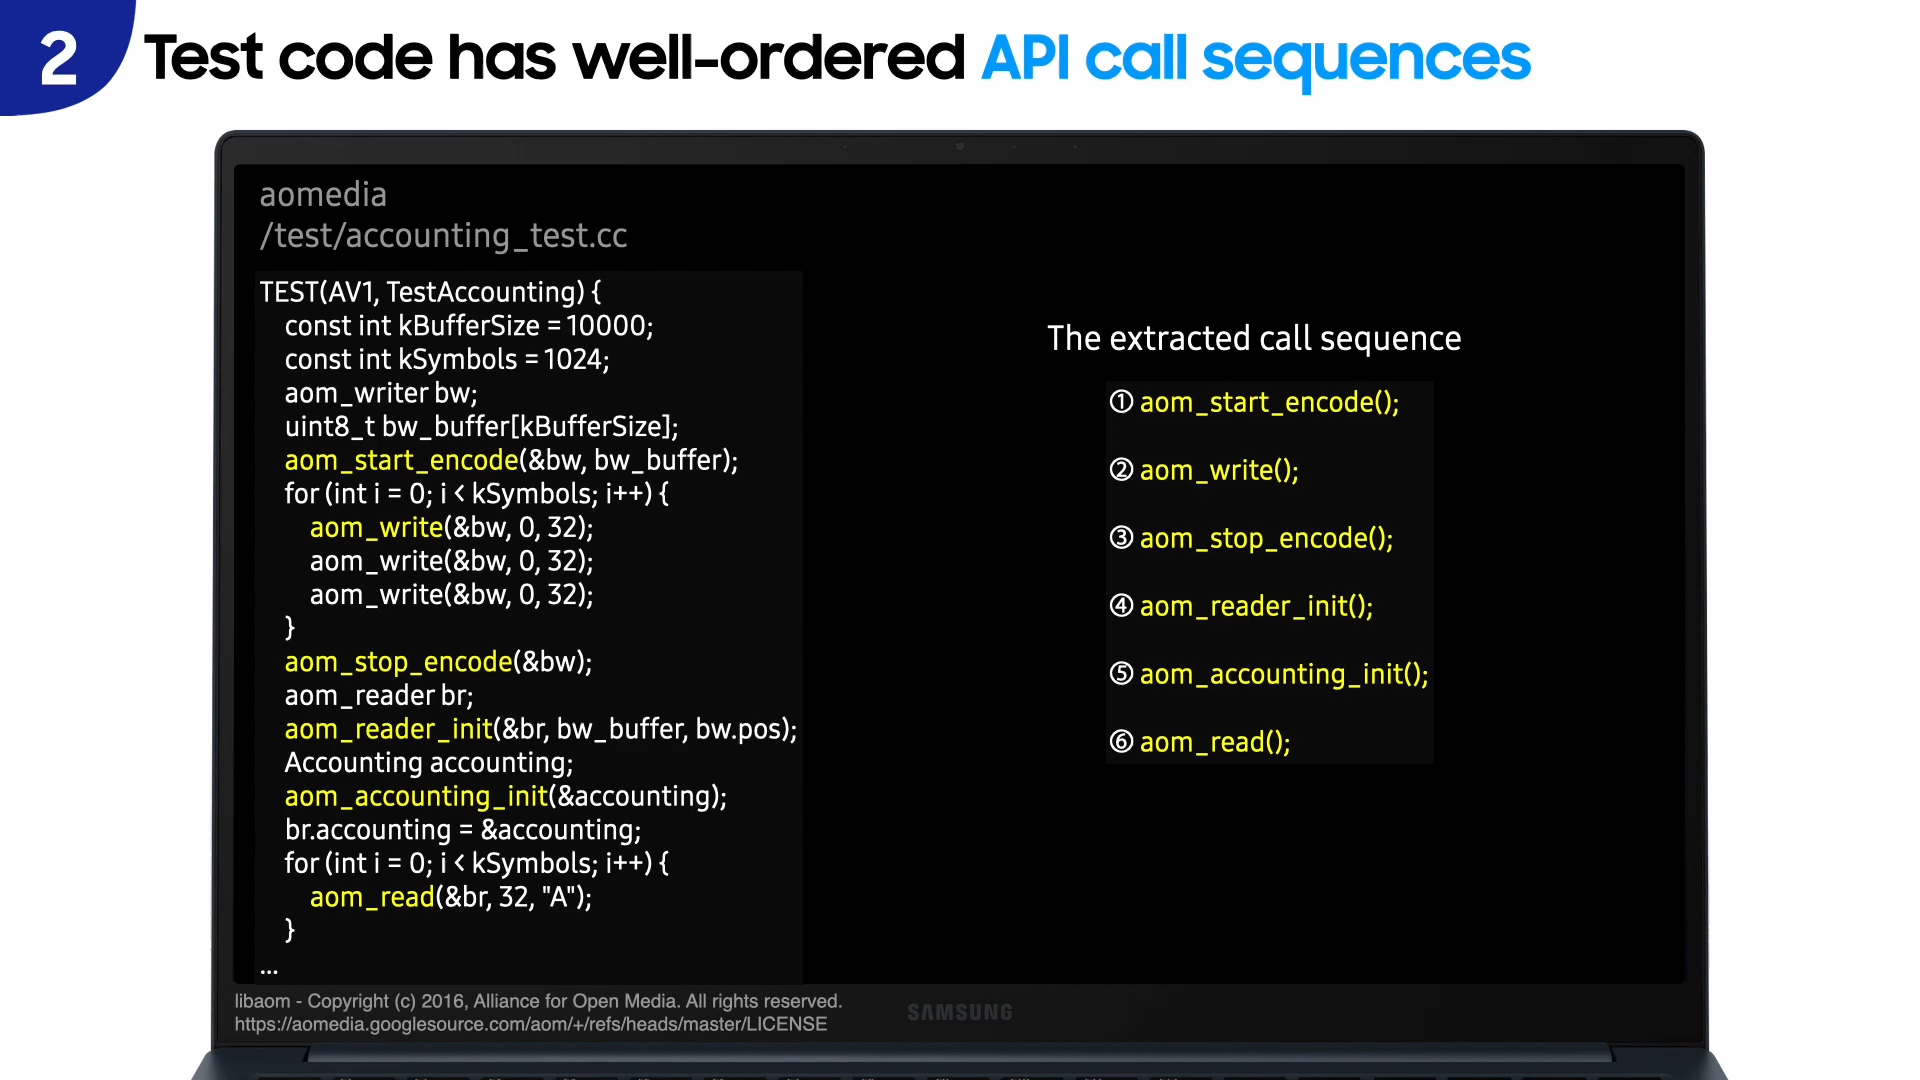 2
Test code has well-ordered API call sequences
aomedia
/test/accounting_test.cc
TEST(AV1, TestAccounting) {
const int kBufferSize = 10000;
const int kSymbols = 1024;
aom_writer bw;
uint8_t bw_buffer[kBufferSize];
aom_start_encode(&bw, bw_buffer);
for (int i = 0; i < kSymbols; i++) {
aom_write(&bw, 0, 32);
aom_write(&bw, 0, 32);
aom_write(&bw, 0, 32);
}
aom_stop_encode(&bw);
aom_reader br;
aom_reader_init(&br, bw_buffer, bw.pos);
Accounting accounting;
aom_accounting_init(&accounting);
br.accounting = &accounting;
for (int i = 0; i < kSymbols; i++) {
aom_read(&br, 32, "A");
}
...
The extracted call sequence
① aom_start_encode();
② aom_write();
③ aom_stop_encode();
④ aom_reader_init();
⑤ aom_accounting_init();
⑥ aom_read();
libaom - Copyright (c) 2016, Alliance for Open Media. All rights reserved.
https://aomedia.googlesource.com/aom/+/refs/heads/master/LICENSE
SAMSUNG